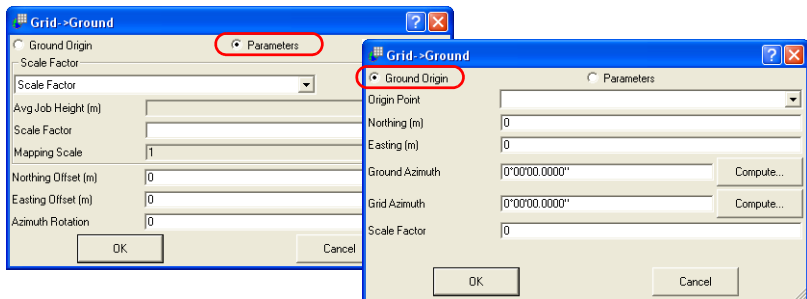 Grid->Ground
Ground Origin
Parameters
Scale Factor
Scale Factor
Avg Job Height (m)
Scale Factor
Mapping Scale
1
Northing Offset (m)
0
Easting Offset (m)
0
Azimuth Rotation
0
OK
Cancel
Grid->Ground
Ground Origin
Parameters
Origin Point
Northing (m)
0
Easting (m)
0
Ground Azimuth
0°00'00.0000"
Compute...
Grid Azimuth
0°00'00.0000"
Compute...
Scale Factor
0
OK
Cancel